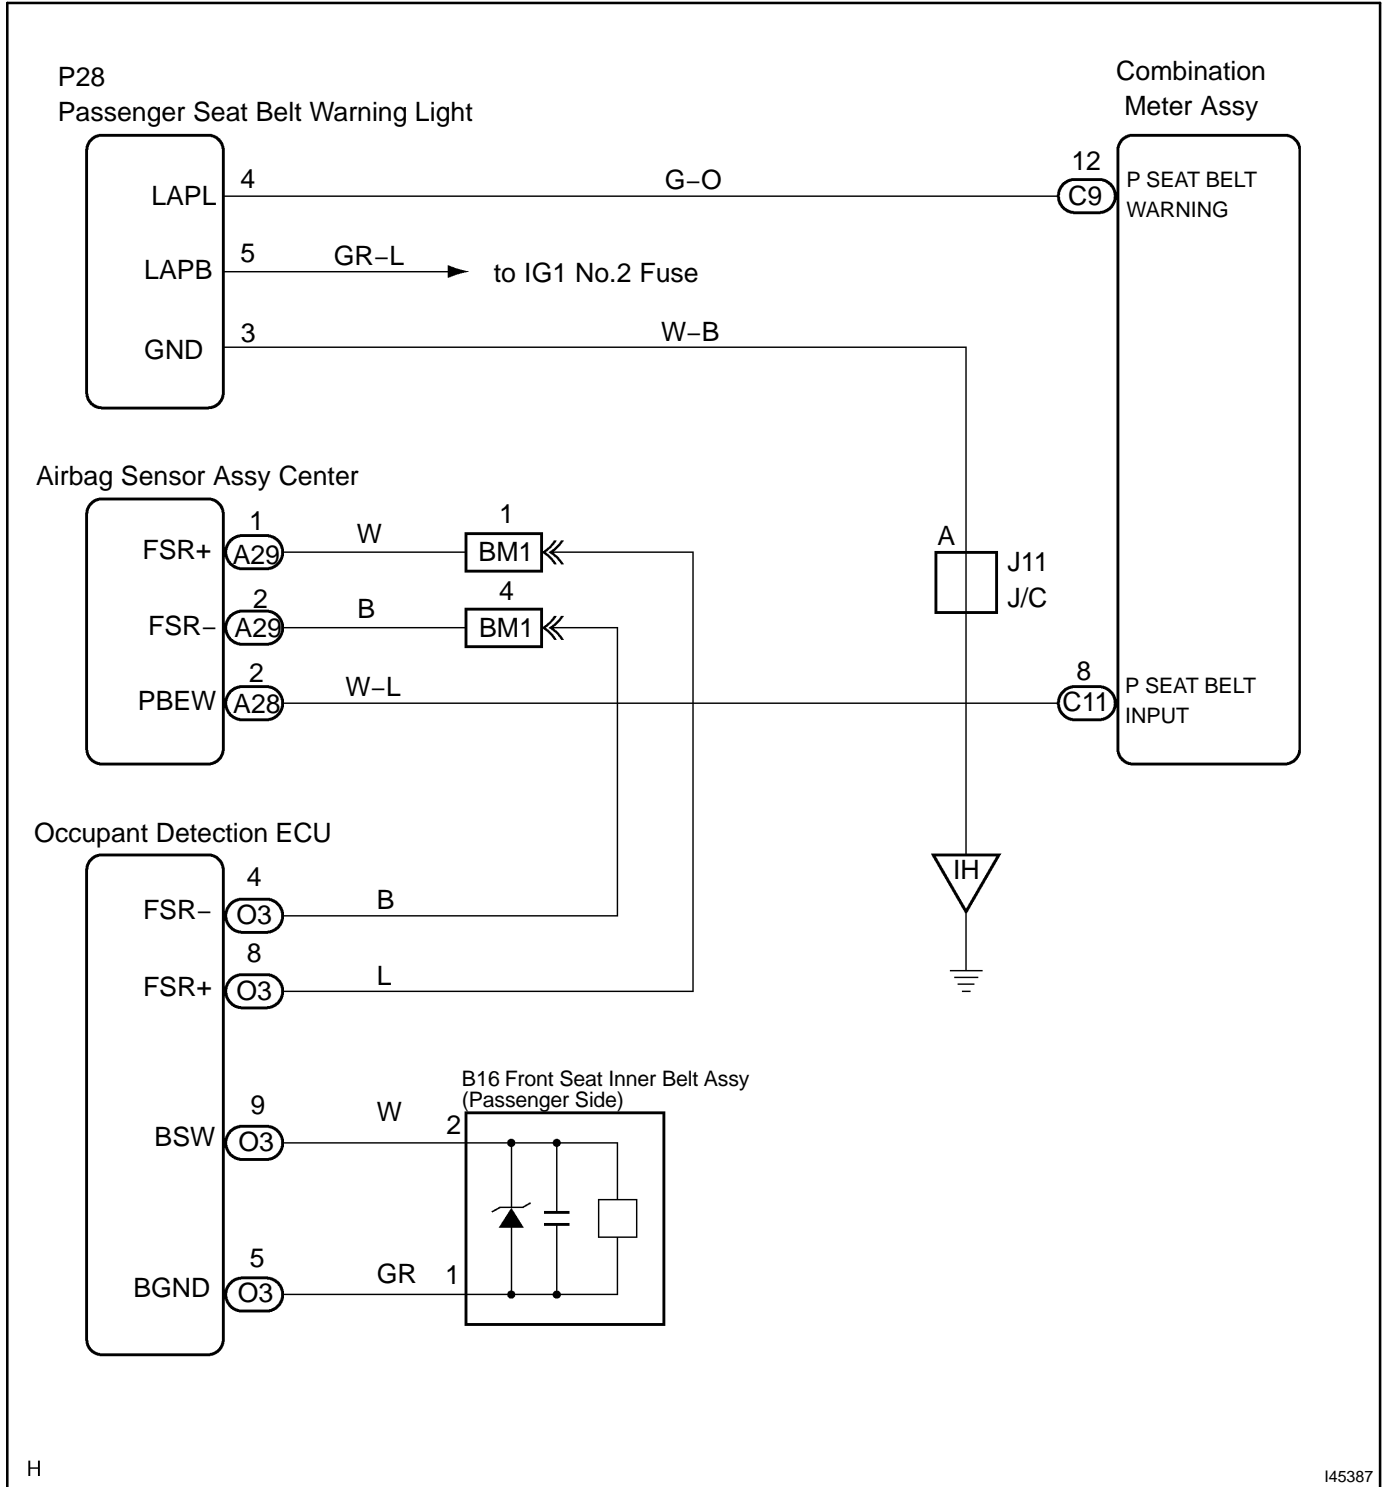 P28
Passenger Seat Belt Warning Light
Combination
Meter Assy
LAPL
4
G–O
12
C9
P SEAT BELT
WARNING
LAPB
5
GR–L
to IG1 No.2 Fuse
GND
3
W–B
Airbag Sensor Assy Center
FSR+
1
A29
W
1
BM1
FSR–
2
A29
B
4
BM1
A
J11
J/C
PBEW
2
A28
W–L
8
C11
P SEAT BELT
INPUT
Occupant Detection ECU
FSR–
4
O3
B
IH
FSR+
8
O3
L
B16 Front Seat Inner Belt Assy
(Passenger Side)
BSW
9
O3
W
2
BGND
5
O3
GR
1
H
I45387